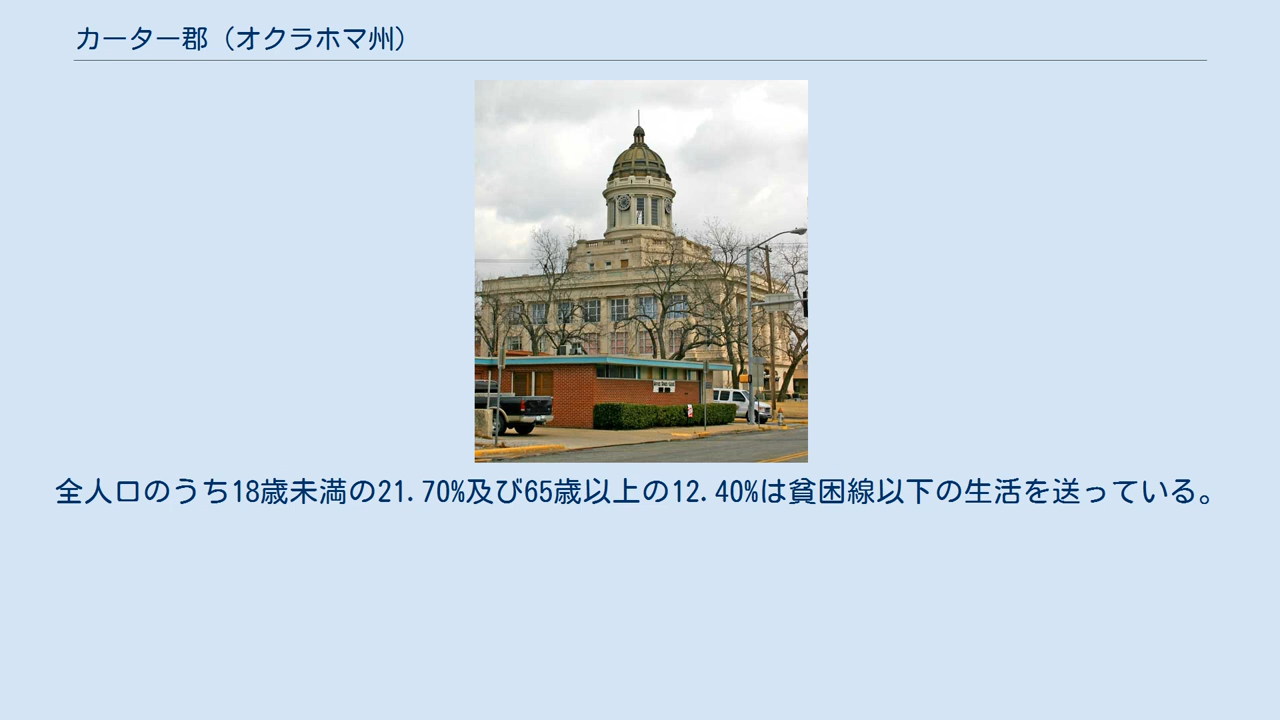 カーター郡（オクラホマ州）
全人口のうち18歳未満の21.70%及び65歳以上の12.40%は貧困線以下の生活を送っている。